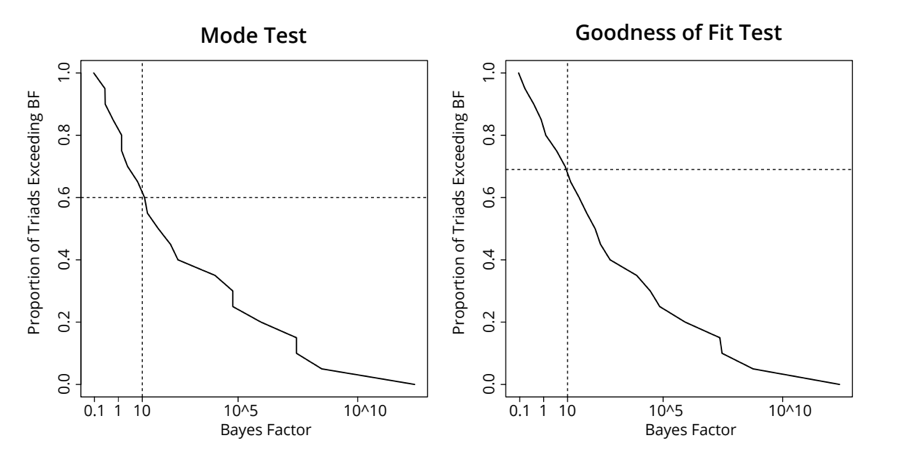 Mode Test
Proportion of Triads Exceeding BF
1.0
0.8
0.6
0.4
0.2
0.0
0.1 1 10 10^5 10^10
Bayes Factor
Goodness of Fit Test
Proportion of Triads Exceeding BF
1.0
0.8
0.6
0.4
0.2
0.0
0.1 1 10 10^5 10^10
Bayes Factor